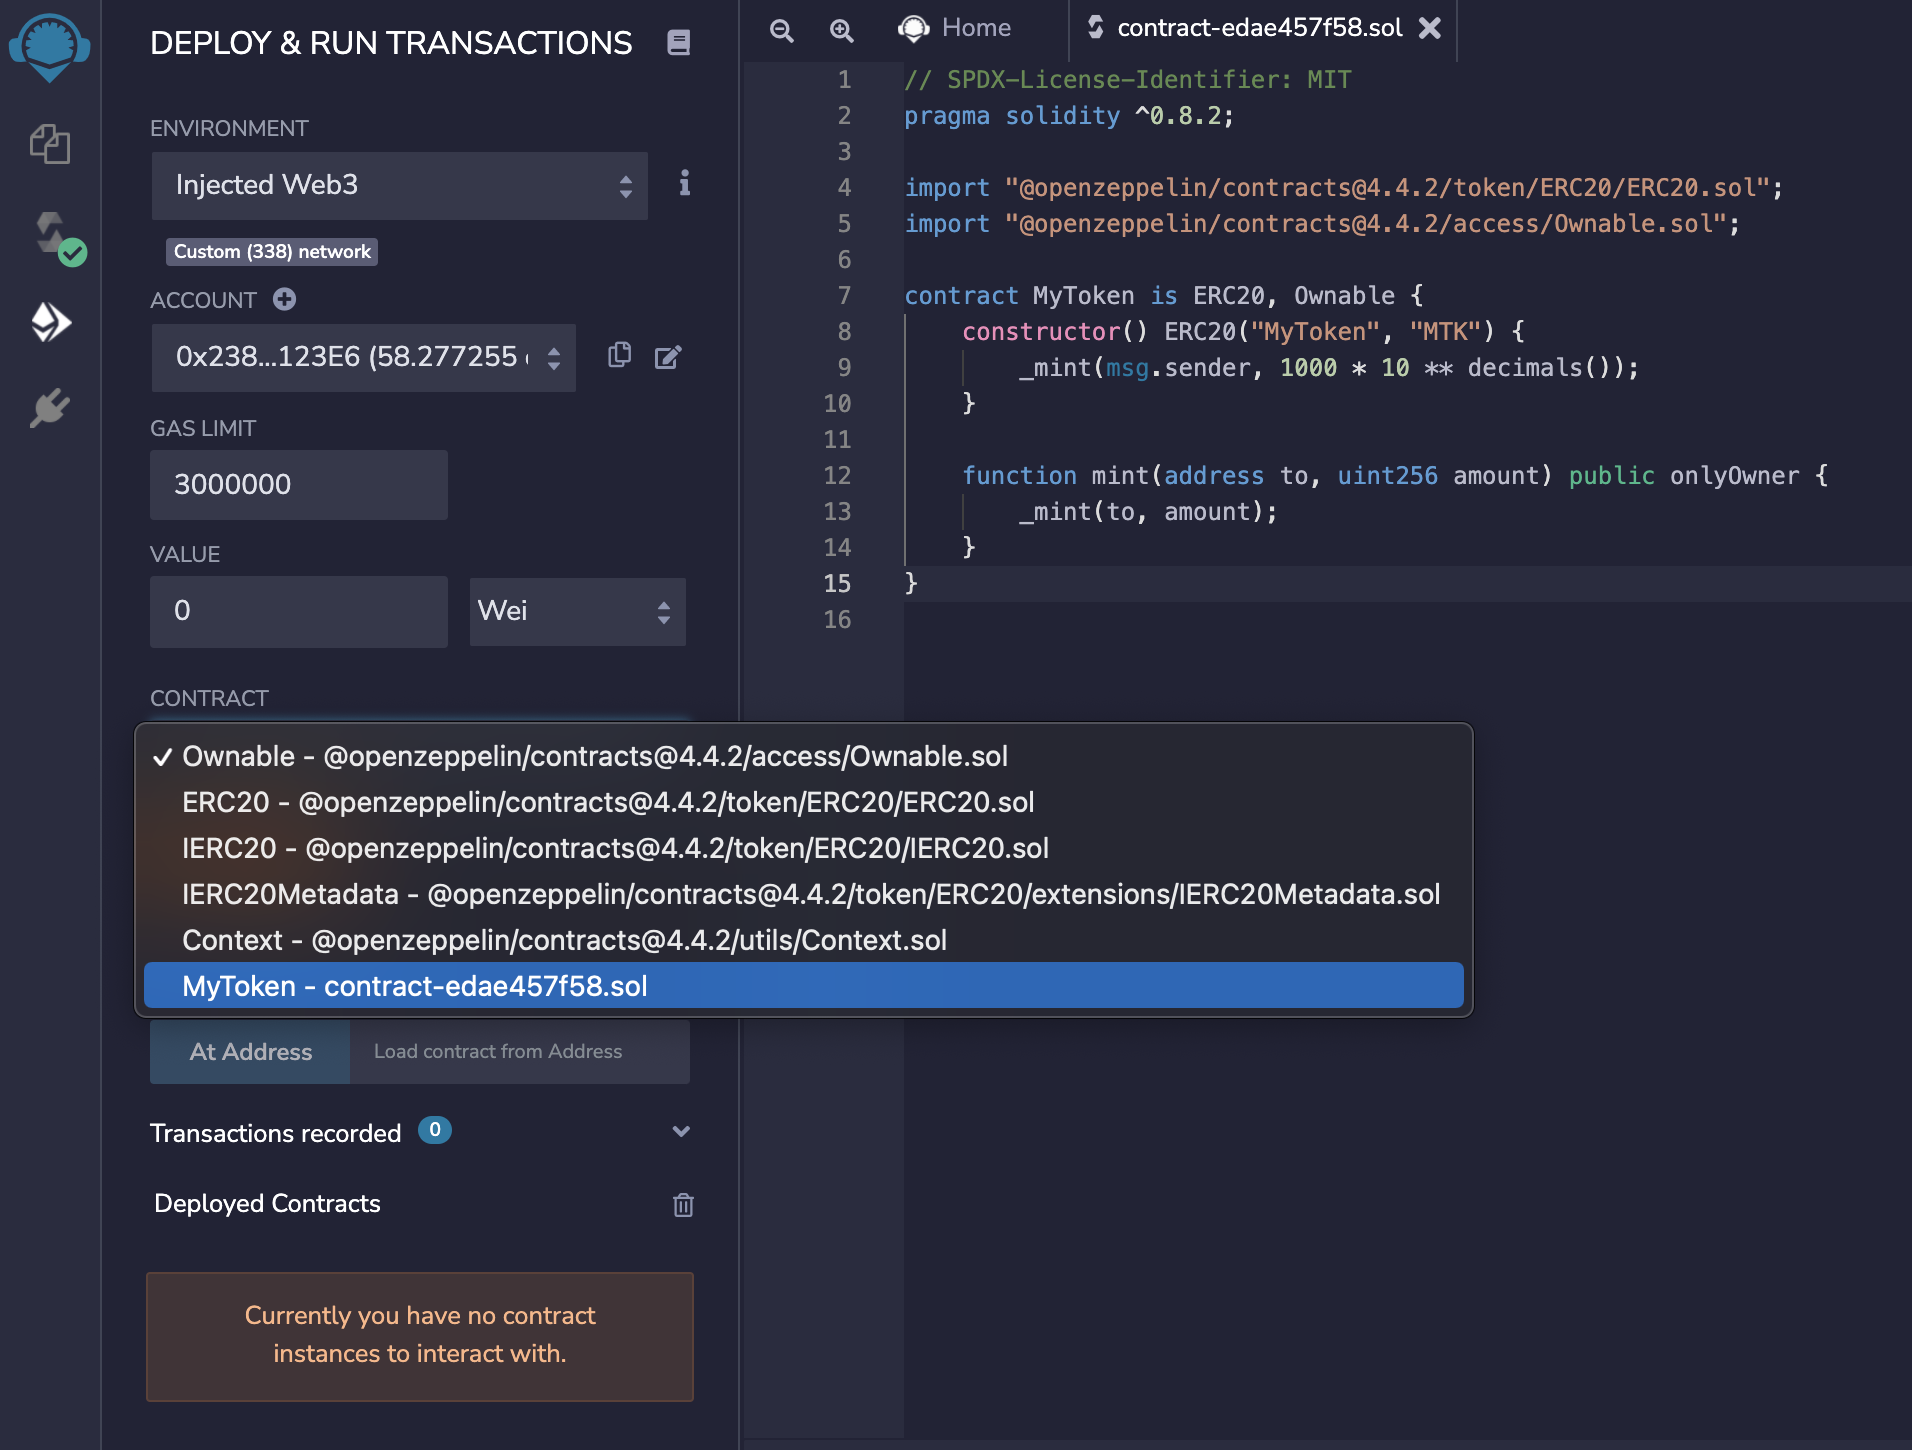 DEPLOY & RUN TRANSACTIONS
ENVIRONMENT
Injected Web3
Custom (338) network
ACCOUNT
0x238...123E6 (58.277255
GAS LIMIT
3000000
VALUE
0
Wei
CONTRACT
✓ Ownable - @openzeppelin/contracts@4.4.2/access/Ownable.sol
ERC20 - @openzeppelin/contracts@4.4.2/token/ERC20/ERC20.sol
IERC20 - @openzeppelin/contracts@4.4.2/token/ERC20/IERC20.sol
IERC20Metadata - @openzeppelin/contracts@4.4.2/token/ERC20/extensions/IERC20Metadata.sol
Context - @openzeppelin/contracts@4.4.2/utils/Context.sol
MyToken - contract-edae457f58.sol
At Address
Load contract from Address
Transactions recorded 0
Deployed Contracts
Currently you have no contract
instances to interact with.
Home
contract-edae457f58.sol
1 // SPDX-License-Identifier: MIT
2 pragma solidity ^0.8.2;
3
4 import "@openzeppelin/contracts@4.4.2/token/ERC20/ERC20.sol";
5 import "@openzeppelin/contracts@4.4.2/access/Ownable.sol";
6
7 contract MyToken is ERC20, Ownable {
8     constructor() ERC20("MyToken", "MTK") {
9         _mint(msg.sender, 1000 * 10 ** decimals());
10     }
11
12     function mint(address to, uint256 amount) public onlyOwner {
13         _mint(to, amount);
14     }
15 }
16